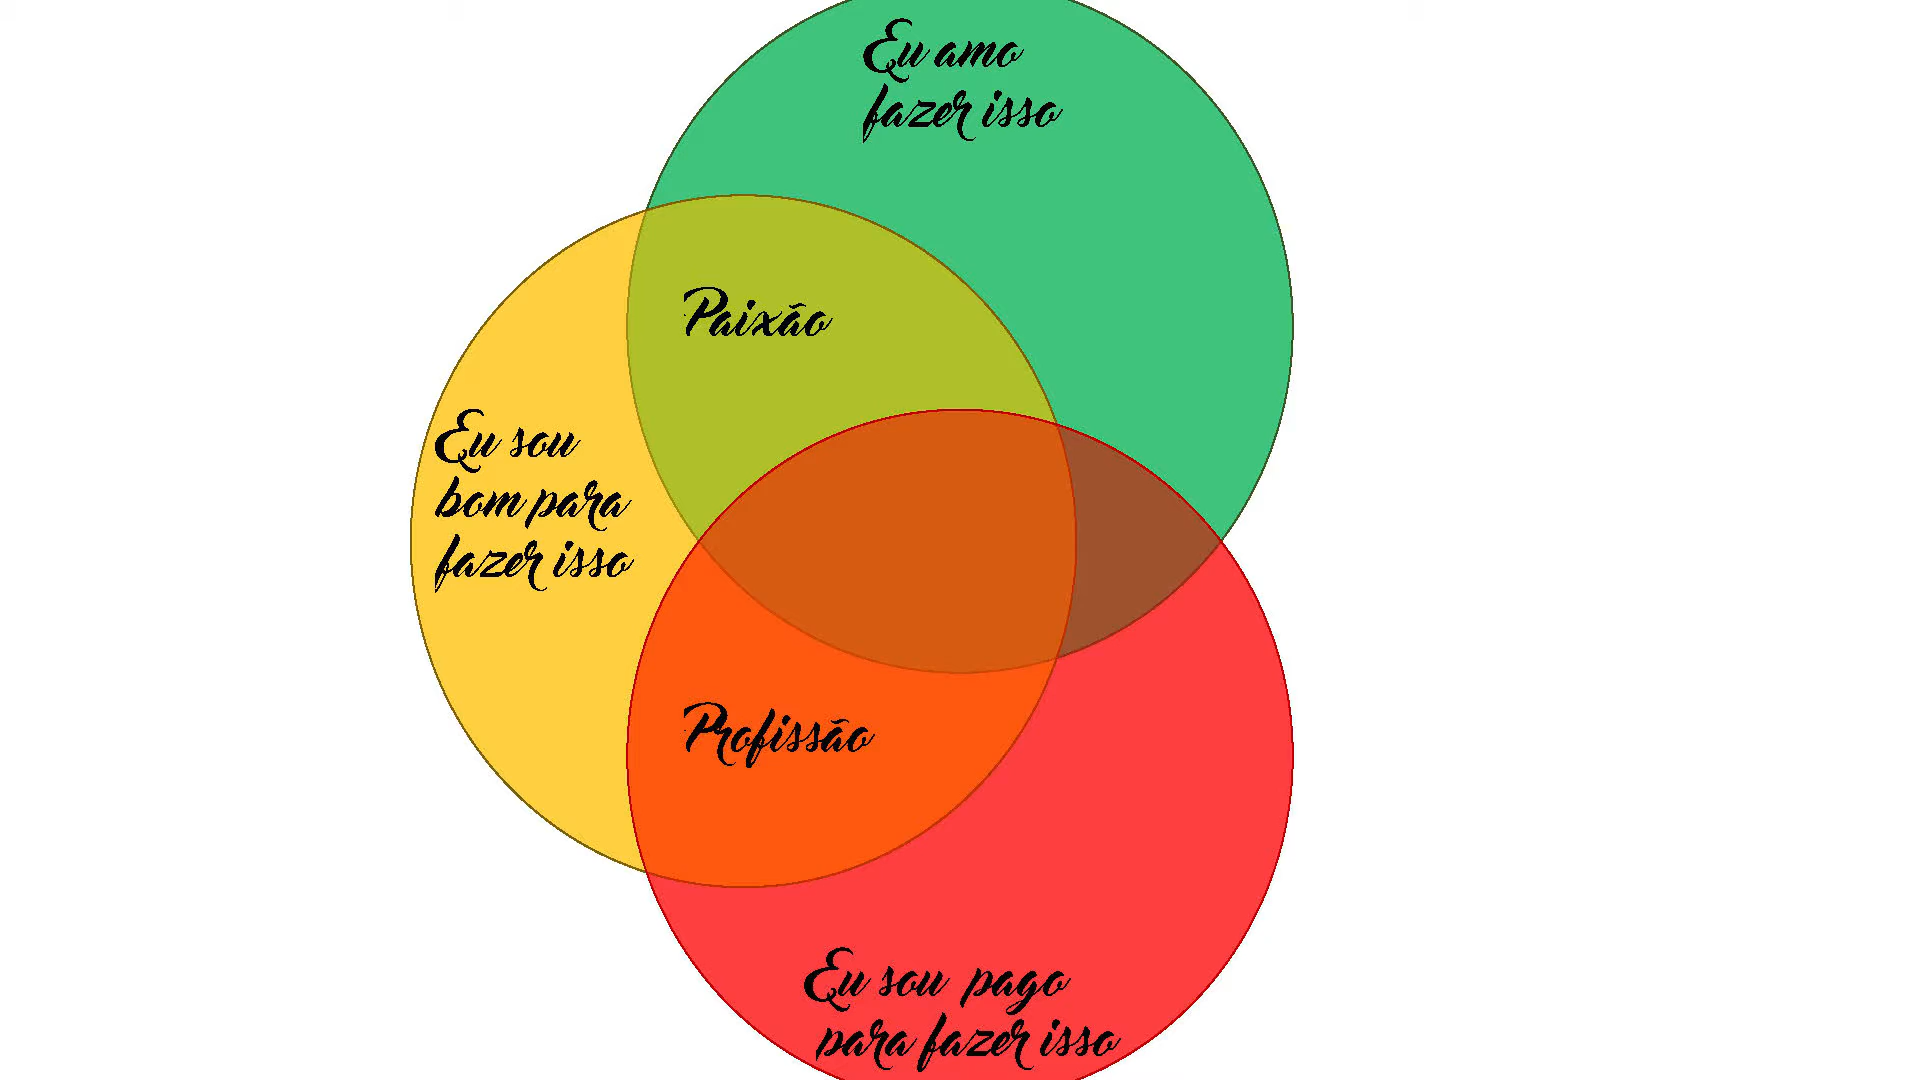 Eu amo
fazer isso
Paixão
Eu sou
bom para
fazer isso
Profissão
Eu sou pago
para fazer isso